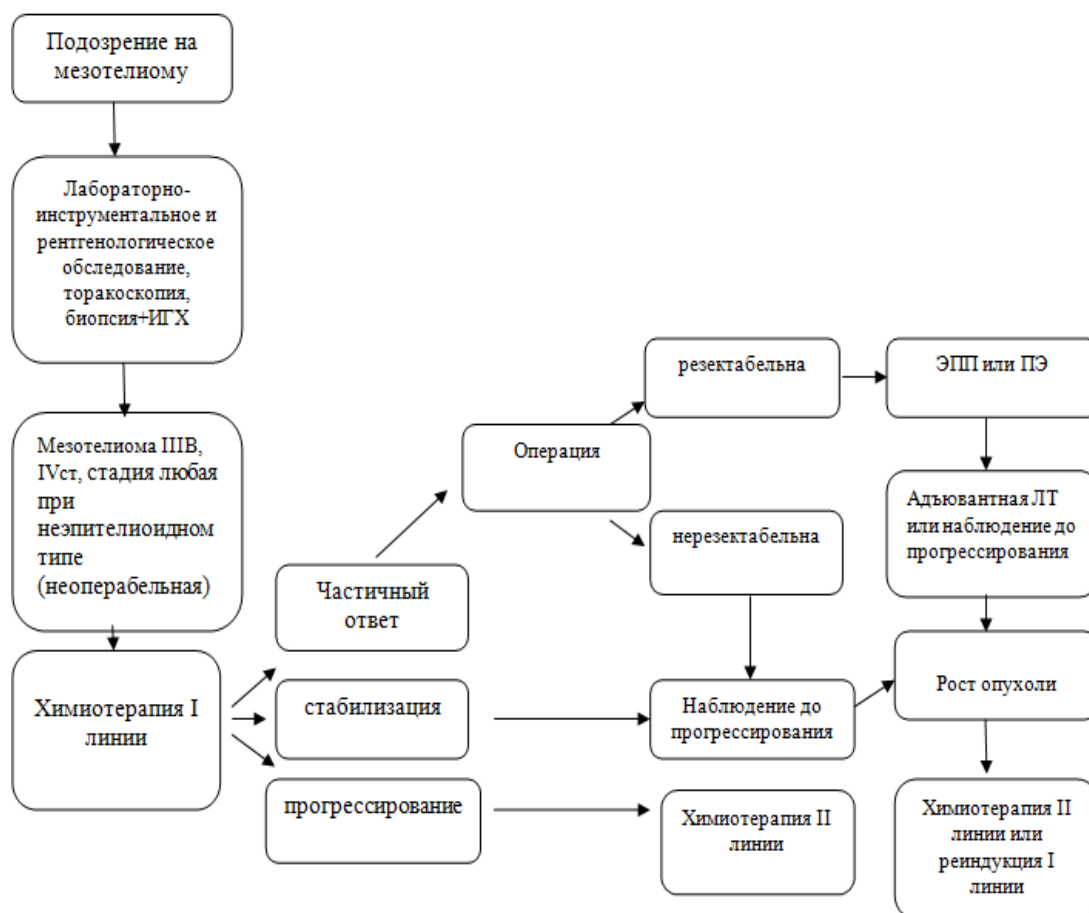 Подозрение на
мезотелиому
Лабораторно-
инструментальное и
рентгенологическое
обследование,
торакоскопия,
биопсия+ИГХ
Мезотелиома IIIB,
IVст, стадия любая
при
неэпителиоидном
типе
(неоперабельная)
Химиотерапия I
линии
Частичный
ответ
стабилизация
прогрессирование
Операция
резектабельна
нерезектабельна
Наблюдение до
прогрессирования
Химиотерапия II
линии
ЭПП или ПЭ
Адъювантная ЛТ
или наблюдение до
прогрессирования
Рост опухоли
Химиотерапия II
линии или
реиндукция I
линии